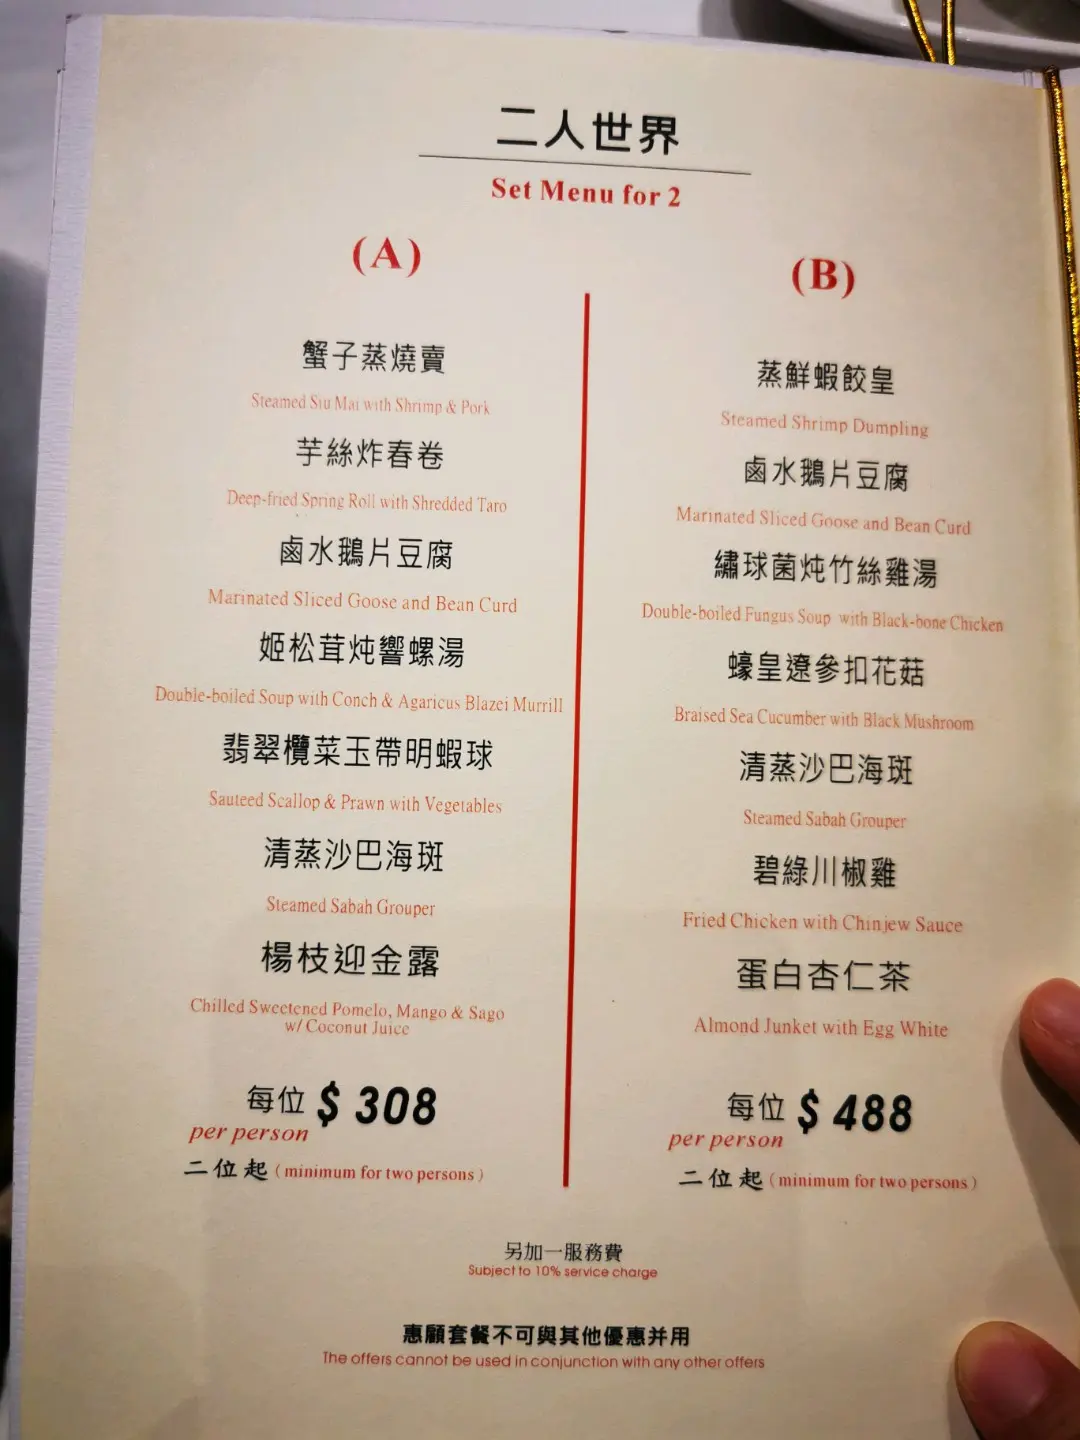 二人世界
Set Menu for 2
(A)
蟹子蒸燒賣
Steamed Siu Mai with Shrimp & Pork
芋絲炸春卷
Deep-fried Spring Roll with Shredded Taro
鹵水鵝片豆腐
Marinated Sliced Goose and Bean Curd
姬松茸炖響螺湯
Double-boiled Soup with Conch & Agaricus Blazei Murrill
翡翠欖菜玉帶明蝦球
Sauteed Scallop & Prawn with Vegetables
清蒸沙巴海斑
Steamed Sabah Grouper
楊枝迎金露
Chilled Sweetened Pomelo, Mango & Sago
w/ Coconut Juice
每位 $ 308
per person
二位起 (minimum for two persons)
(B)
蒸鮮蝦餃皇
Steamed Shrimp Dumpling
鹵水鵝片豆腐
Marinated Sliced Goose and Bean Curd
繡球菌炖竹絲雞湯
Double-boiled Fungus Soup with Black-bone Chicken
蠔皇遼參扣花菇
Braised Sea Cucumber with Black Mushroom
清蒸沙巴海斑
Steamed Sabah Grouper
碧綠川椒雞
Fried Chicken with Chinjew Sauce
蛋白杏仁茶
Almond Junket with Egg White
每位 $ 488
per person
二位起 (minimum for two persons)
另加一服務費
Subject to 10% service charge
惠顧套餐不可與其他優惠并用
The offers cannot be used in conjunction with any other offers